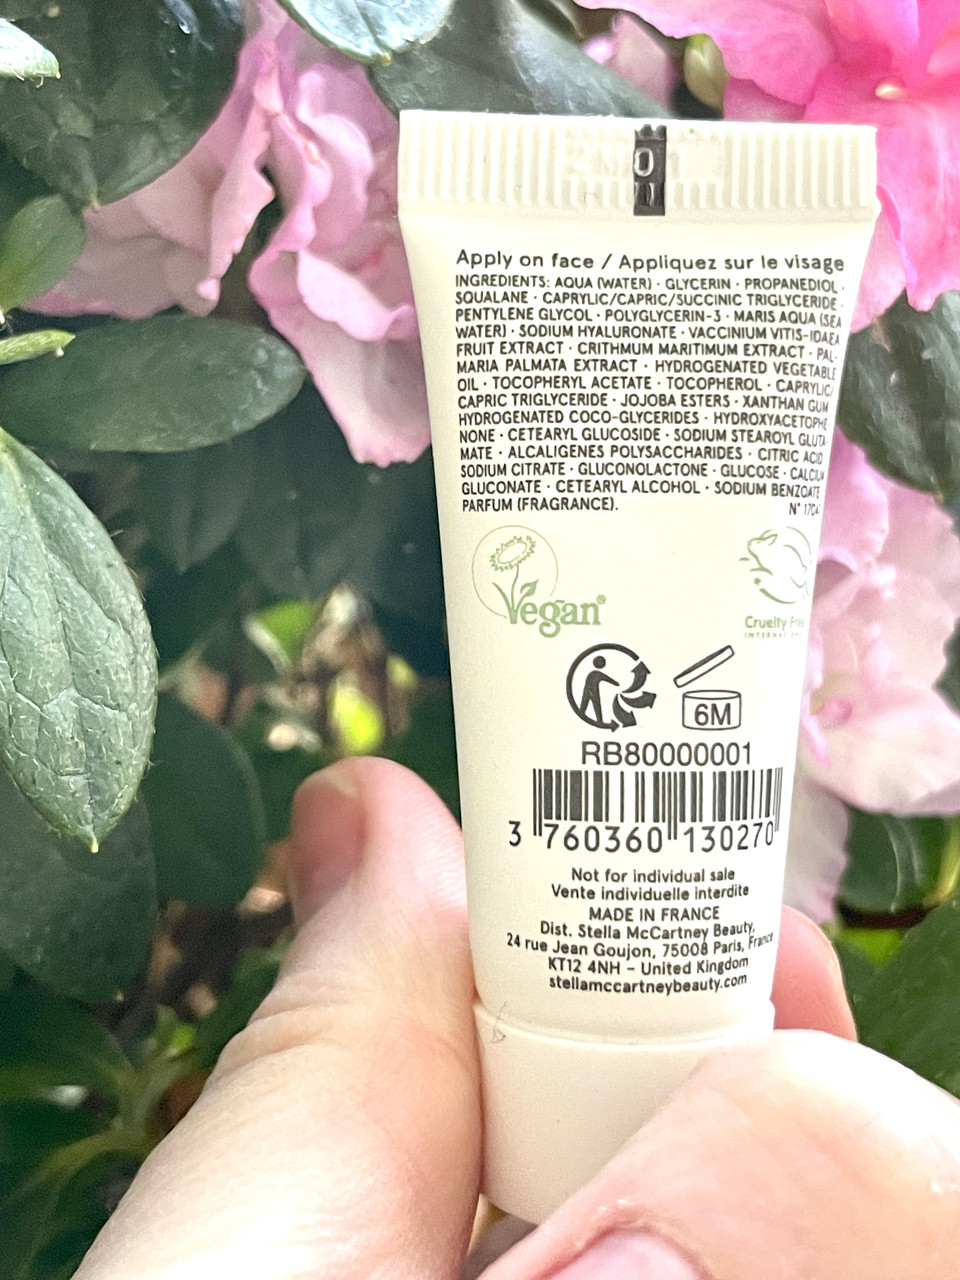 Apply on face / Appliquez sur le visage
INGREDIENTS: AQUA (WATER) · GLYCERIN · PROPANEDIOL ·
SQUALANE · CAPRYLIC/CAPRIC/SUCCINIC TRIGLYCERIDE ·
PENTYLENE GLYCOL · POLYGLYCERIN-3 · MARIS AQUA (SEA
WATER) · SODIUM HYALURONATE · VACCINIUM VITIS-IDAEA
FRUIT EXTRACT · CRITHMUM MARITIMUM EXTRACT · PAL-
MARIA PALMATA EXTRACT · HYDROGENATED VEGETABLE
OIL · TOCOPHERYL ACETATE · TOCOPHEROL · CAPRYLIC/
CAPRIC TRIGLYCERIDE · JOJOBA ESTERS · XANTHAN GUM
HYDROGENATED COCO-GLYCERIDES · HYDROXYACETOPHE-
NONE · CETEARYL GLUCOSIDE · SODIUM STEAROYL GLUTA-
MATE · ALCALIGENES POLYSACCHARIDES · CITRIC ACID
SODIUM CITRATE · GLUCONOLACTONE · GLUCOSE · CALCIUM
GLUCONATE · CETEARYL ALCOHOL · SODIUM BENZOATE
PARFUM (FRAGRANCE). N°
Vegan®
Cruelty Free
6M
RB80000001
3 760360 130270
Not for individual sale
Vente individuelle interdite
MADE IN FRANCE
Dist. Stella McCartney Beauty,
24 rue Jean Goujon, 75008 Paris, France
KT12 4NH – United Kingdom
stellamccartneybeauty.com